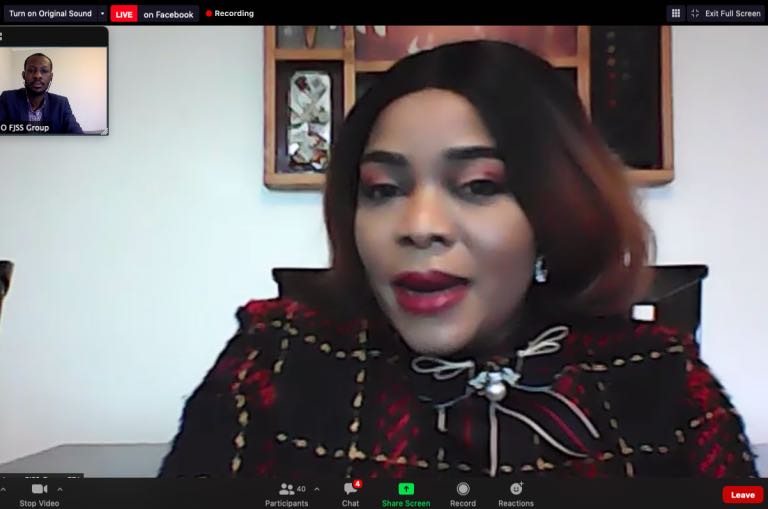 Turn on Original Sound
LIVE
on Facebook
Recording
Exit Full Screen
O FJSS Group
40
4
Stop Video
Participants
Chat
Share Screen
Record
Reactions
Leave